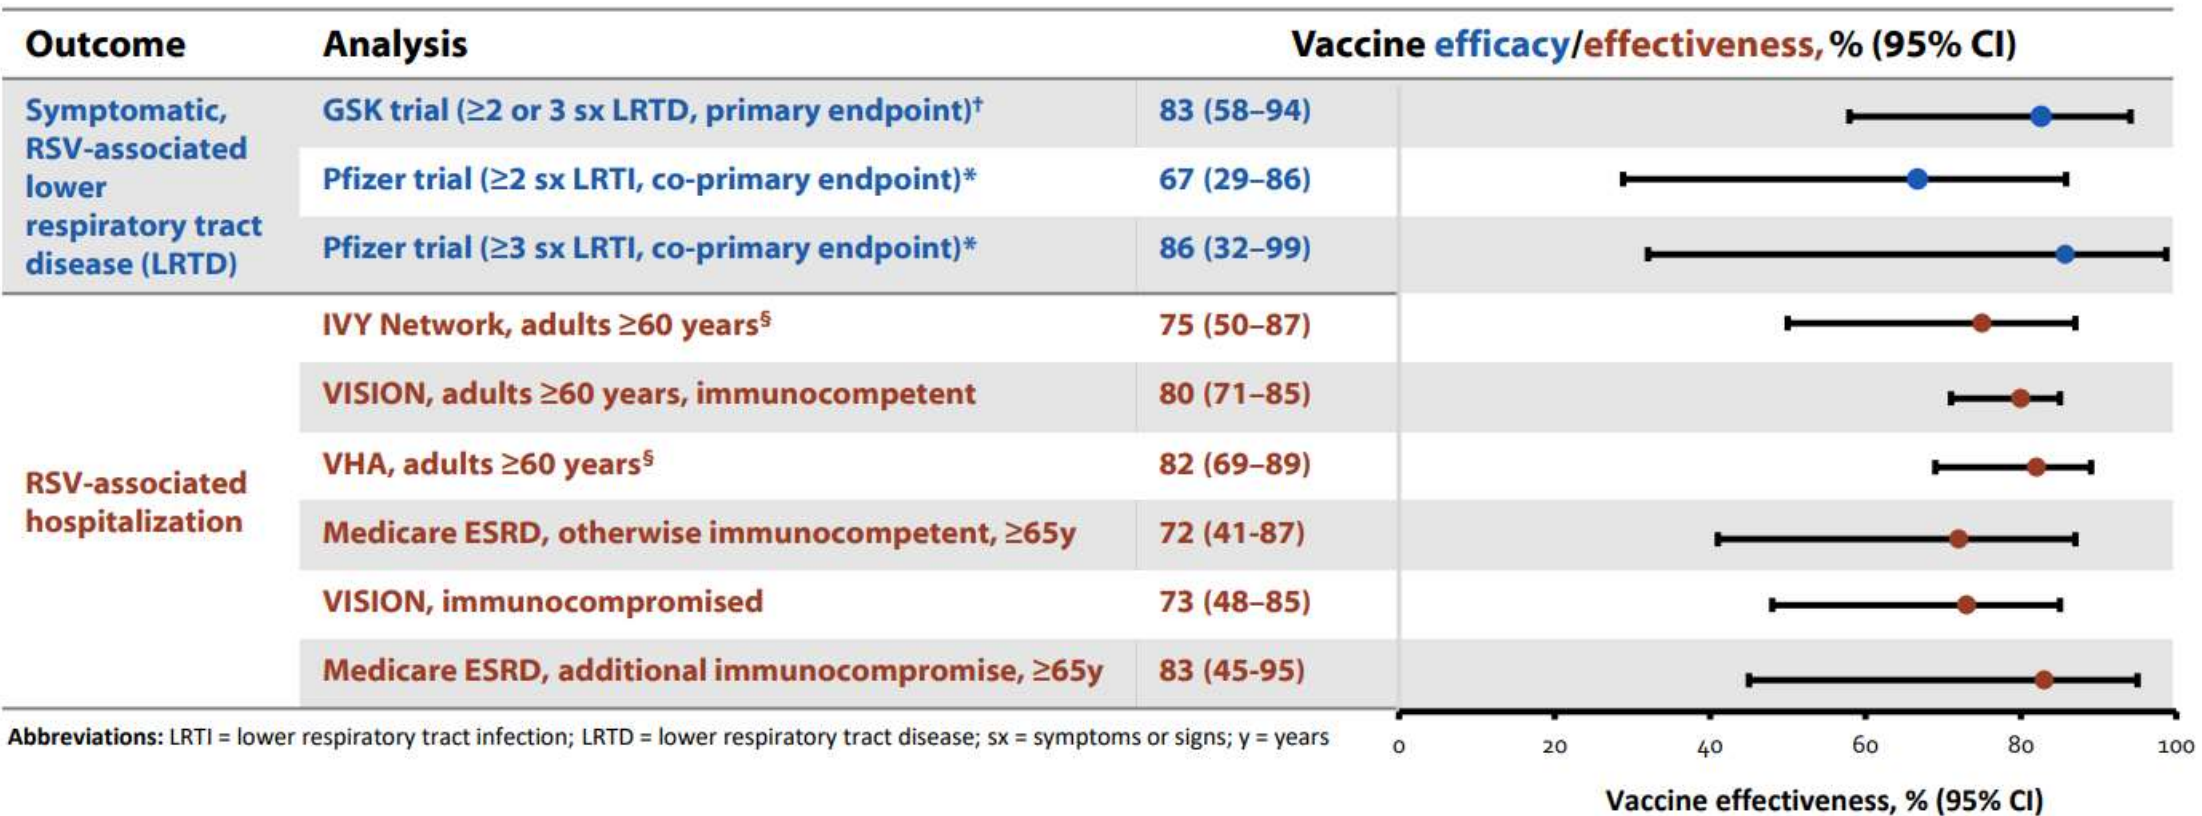 Outcome Analysis Vaccine efficacy/effectiveness, % (95% CI)
Symptomatic,
RSV-associated
lower
respiratory tract
disease (LRTD)
GSK trial (≥2 or 3 sx LRTD, primary endpoint)† 83 (58–94)
Pfizer trial (≥2 sx LRTI, co-primary endpoint)* 67 (29–86)
Pfizer trial (≥3 sx LRTI, co-primary endpoint)* 86 (32–99)
RSV-associated
hospitalization
IVY Network, adults ≥60 years§ 75 (50–87)
VISION, adults ≥60 years, immunocompetent 80 (71–85)
VHA, adults ≥60 years§ 82 (69–89)
Medicare ESRD, otherwise immunocompetent, ≥65y 72 (41-87)
VISION, immunocompromised 73 (48–85)
Medicare ESRD, additional immunocompromise, ≥65y 83 (45-95)
Abbreviations: LRTI = lower respiratory tract infection; LRTD = lower respiratory tract disease; sx = symptoms or signs; y = years
0 20 40 60 80 100
Vaccine effectiveness, % (95% CI)